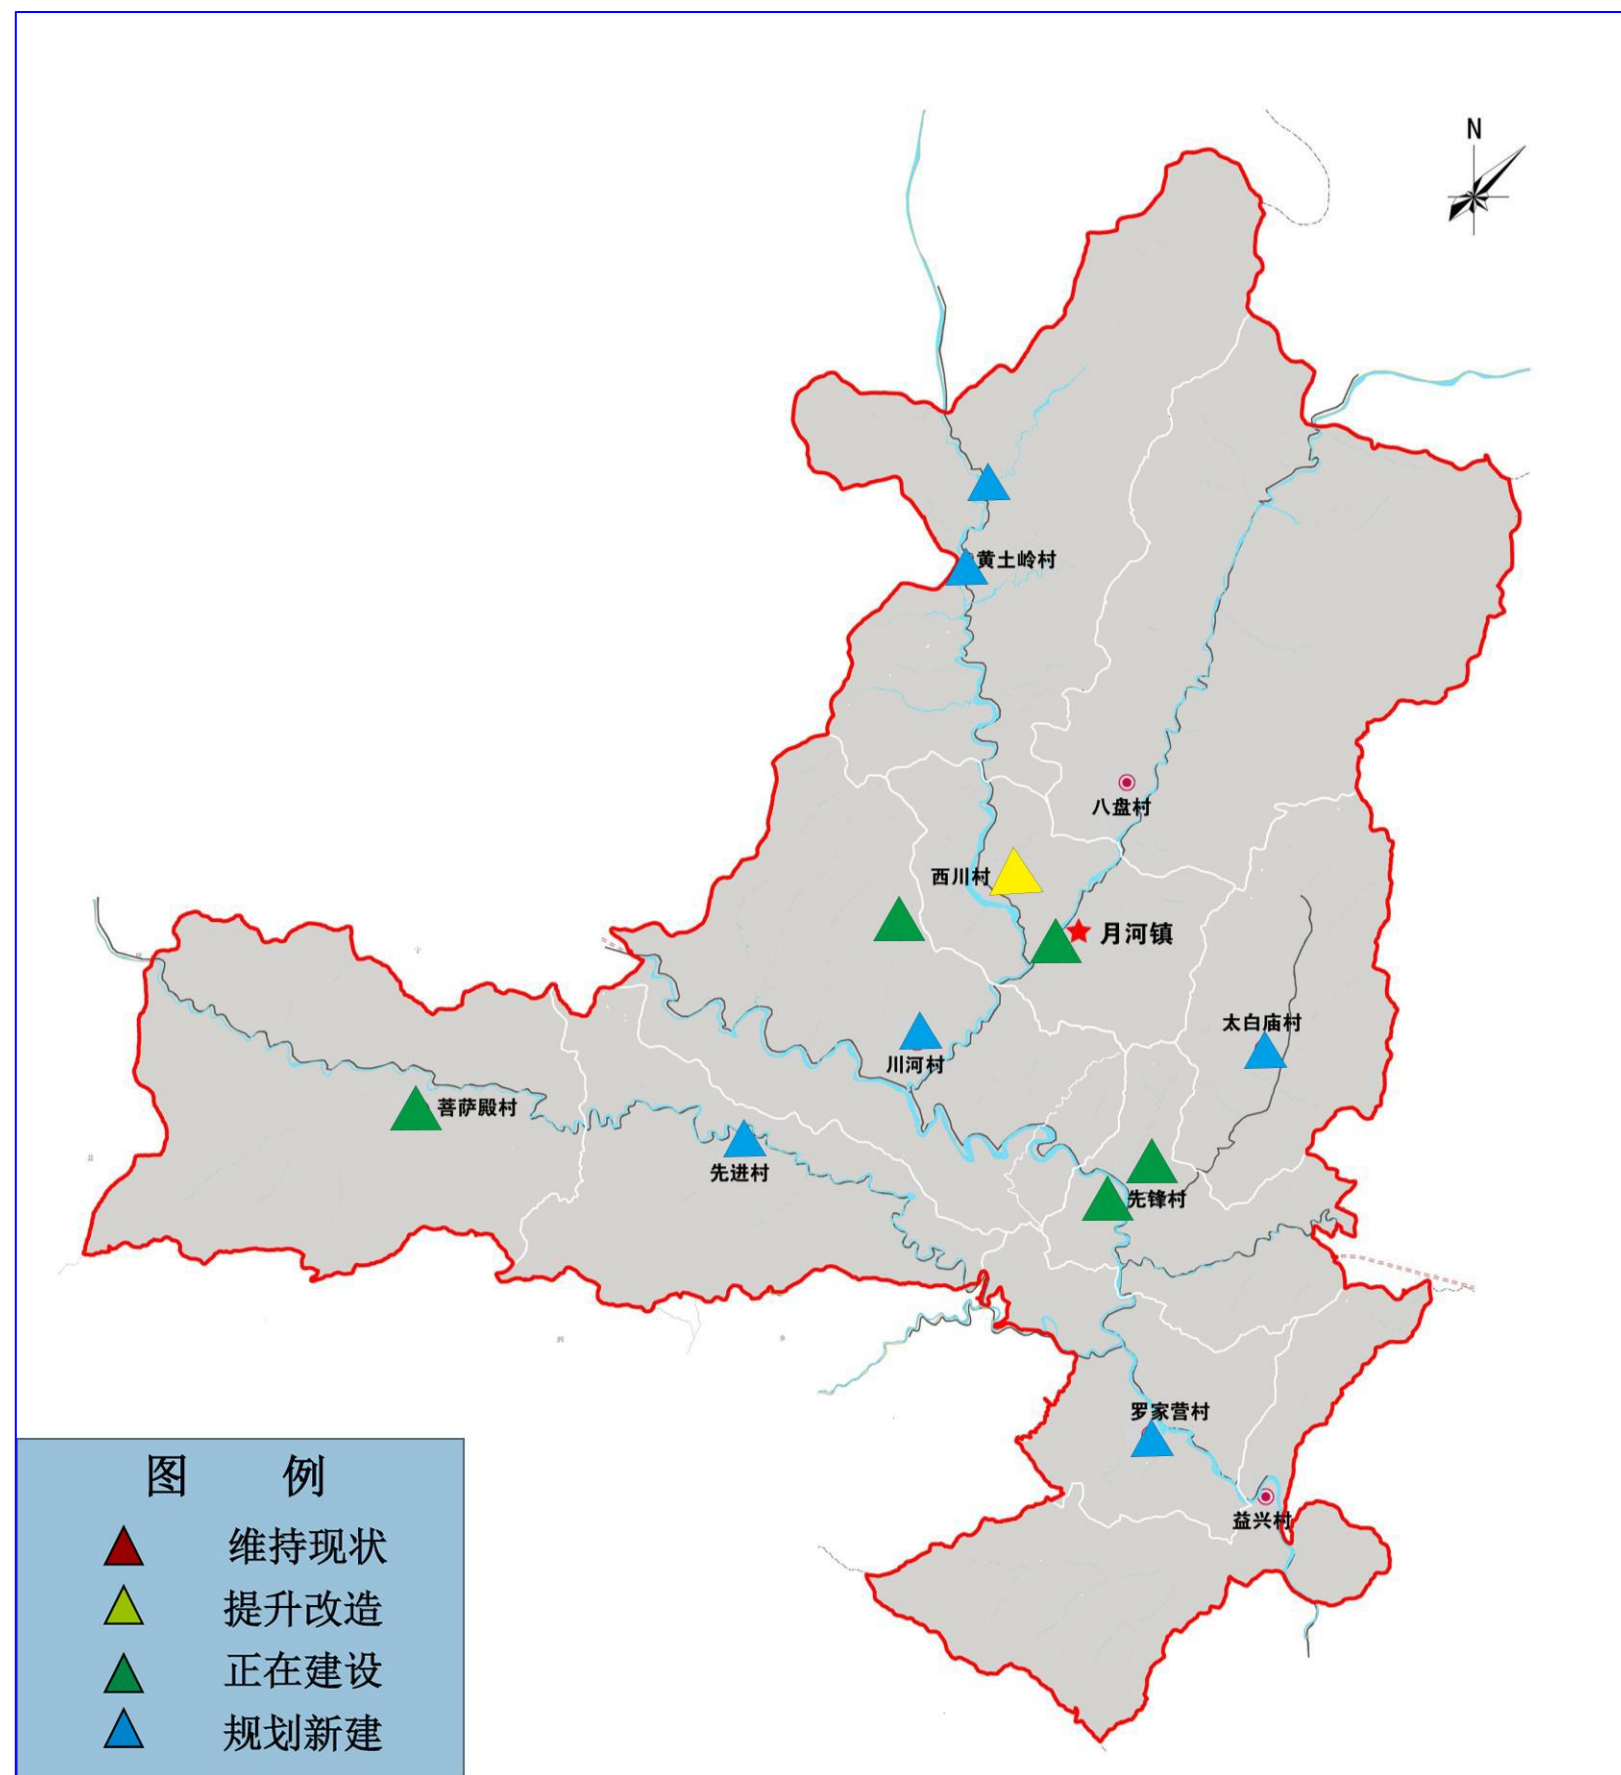 N
黄土岭村
八盘村
西川村
月河镇
太白庙村
川河村
菩萨殿村
先进村
先锋村
罗家营村
益兴村
图 例
维持现状
提升改造
正在建设
规划新建